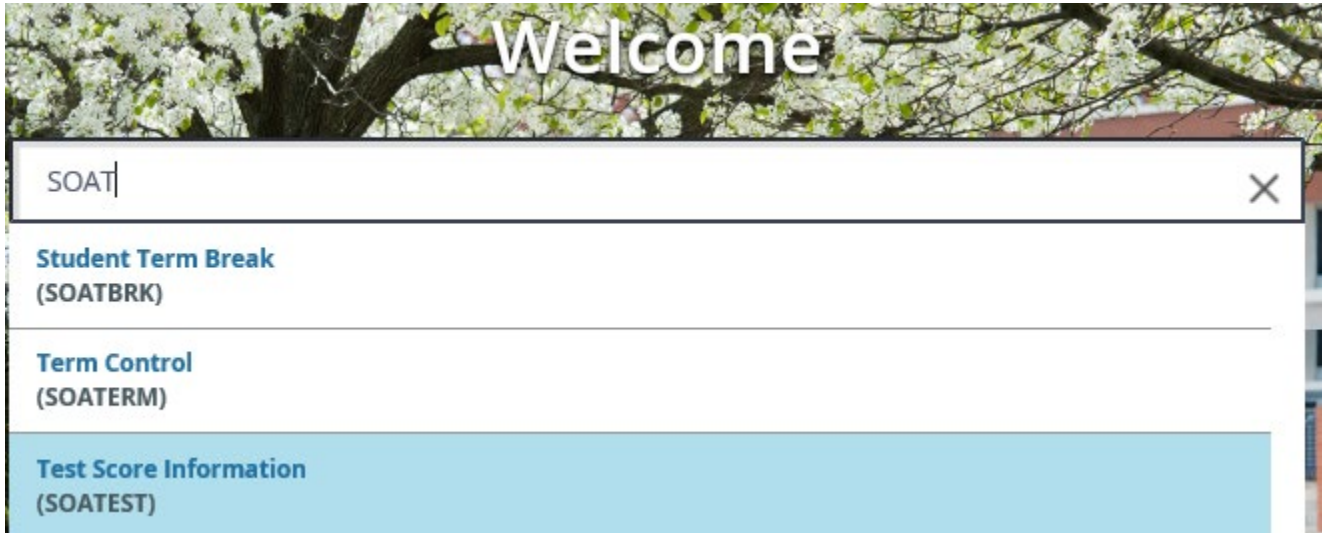 Welcome
SOAT
Student Term Break
(SOATBRK)
Term Control
(SOATERM)
Test Score Information
(SOATEST)